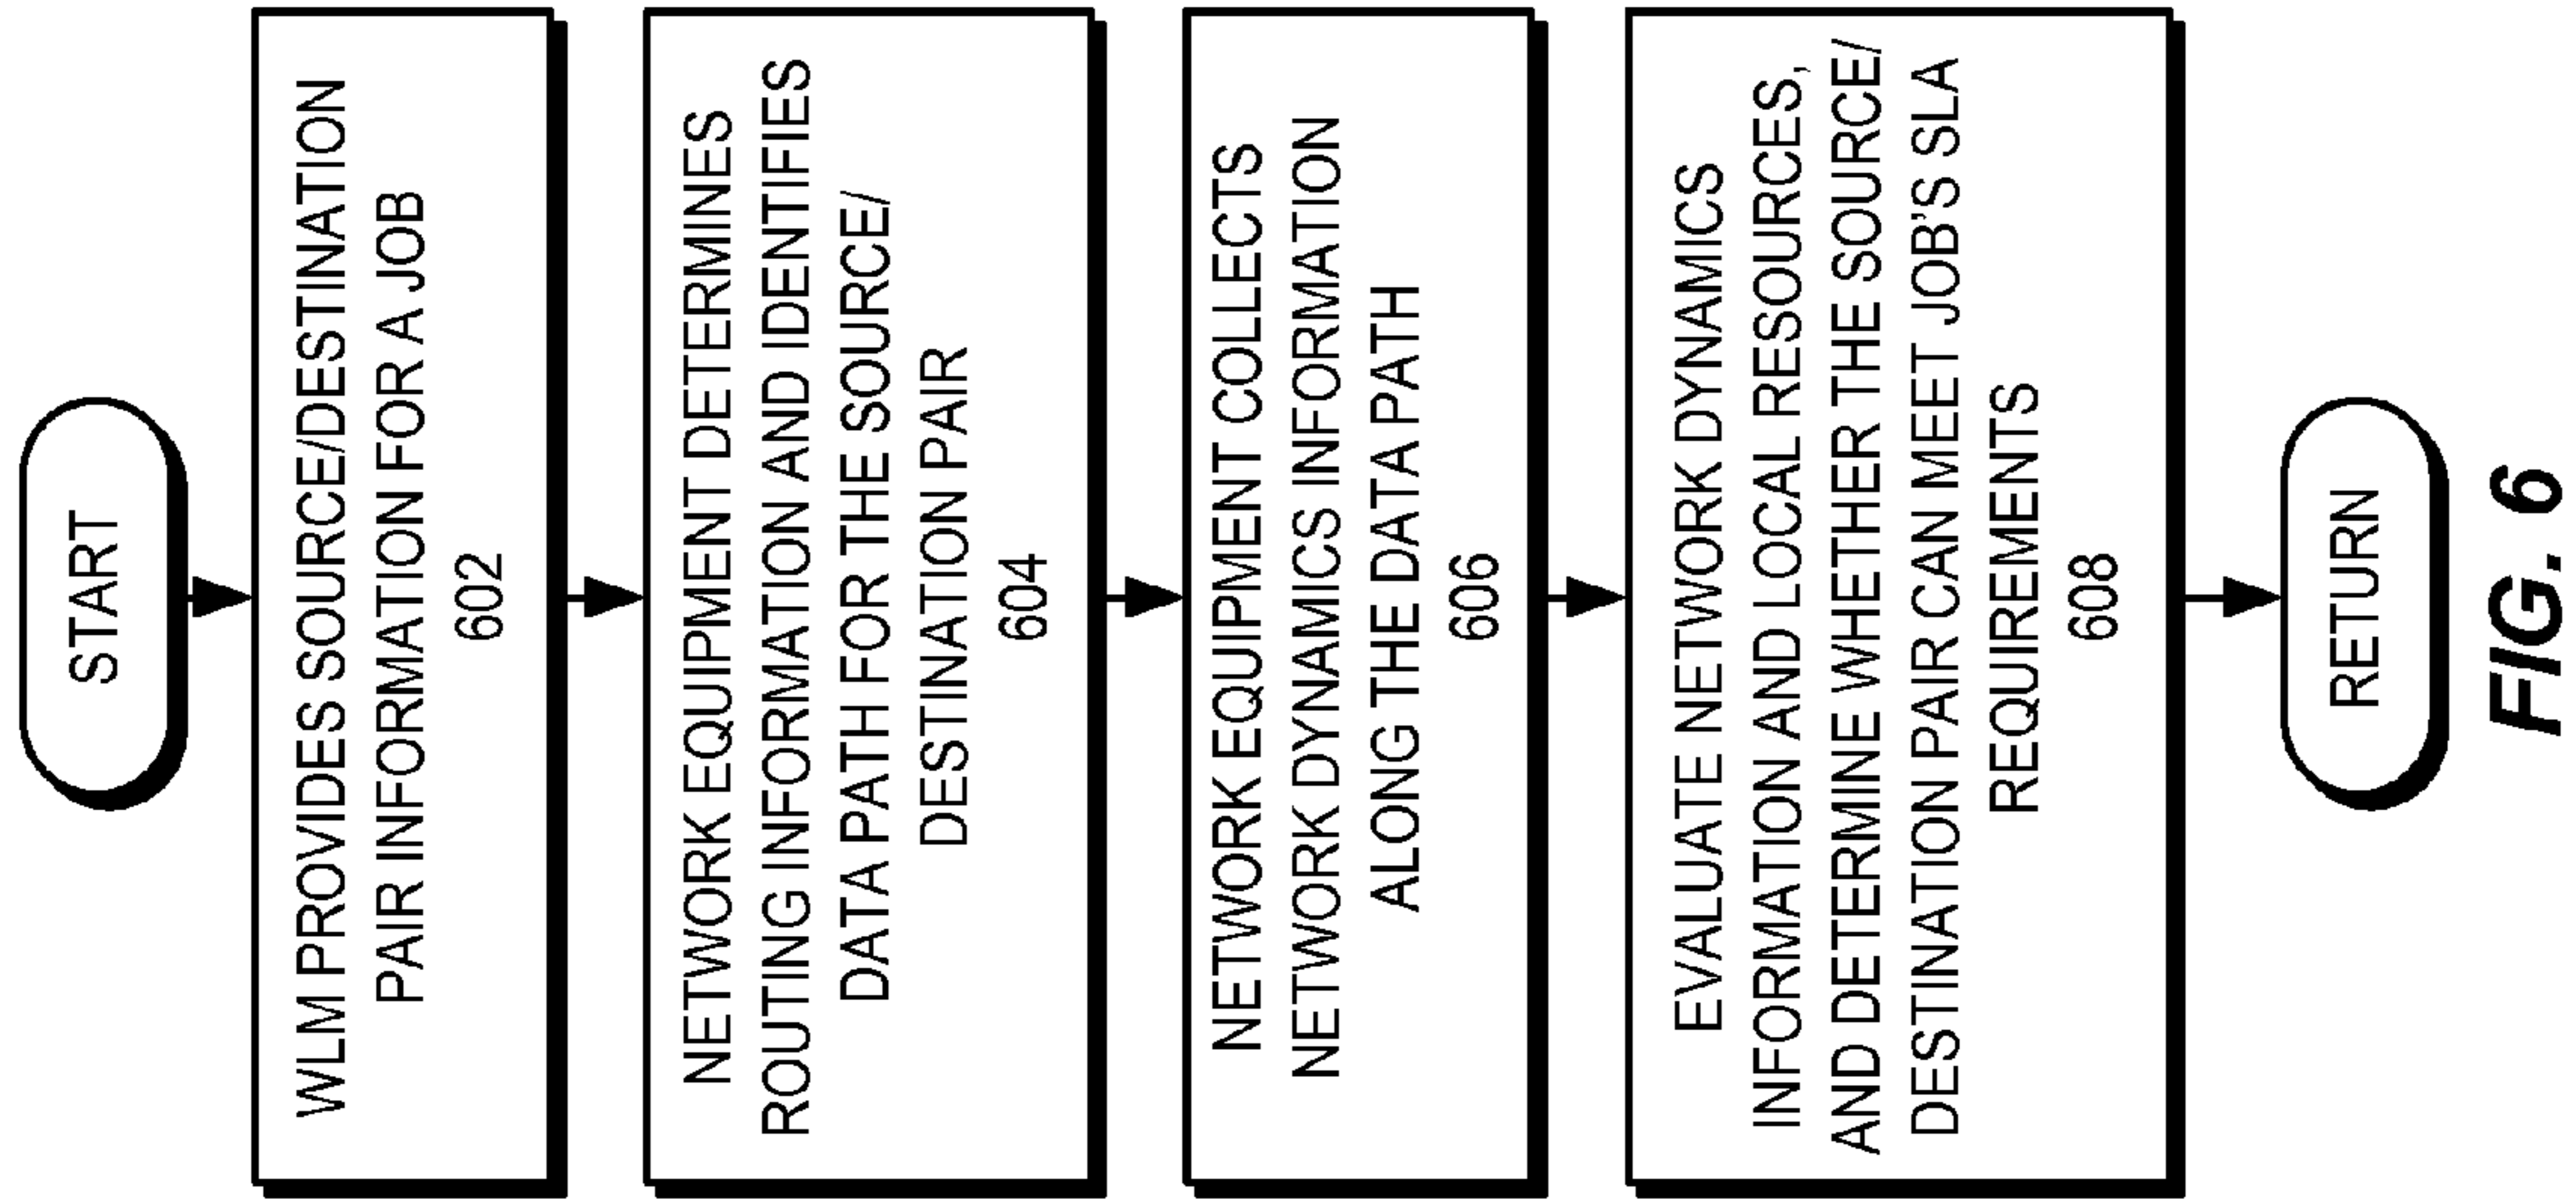 START
WLM PROVIDES SOURCE/DESTINATION
PAIR INFORMATION FOR A JOB
602
NETWORK EQUIPMENT DETERMINES
ROUTING INFORMATION AND IDENTIFIES
DATA PATH FOR THE SOURCE/
DESTINATION PAIR
604
NETWORK EQUIPMENT COLLECTS
NETWORK DYNAMICS INFORMATION
ALONG THE DATA PATH
606
EVALUATE NETWORK DYNAMICS
INFORMATION AND LOCAL RESOURCES,
AND DETERMINE WHETHER THE SOURCE/
DESTINATION PAIR CAN MEET JOB'S SLA
REQUIREMENTS
608
RETURN
FIG. 6